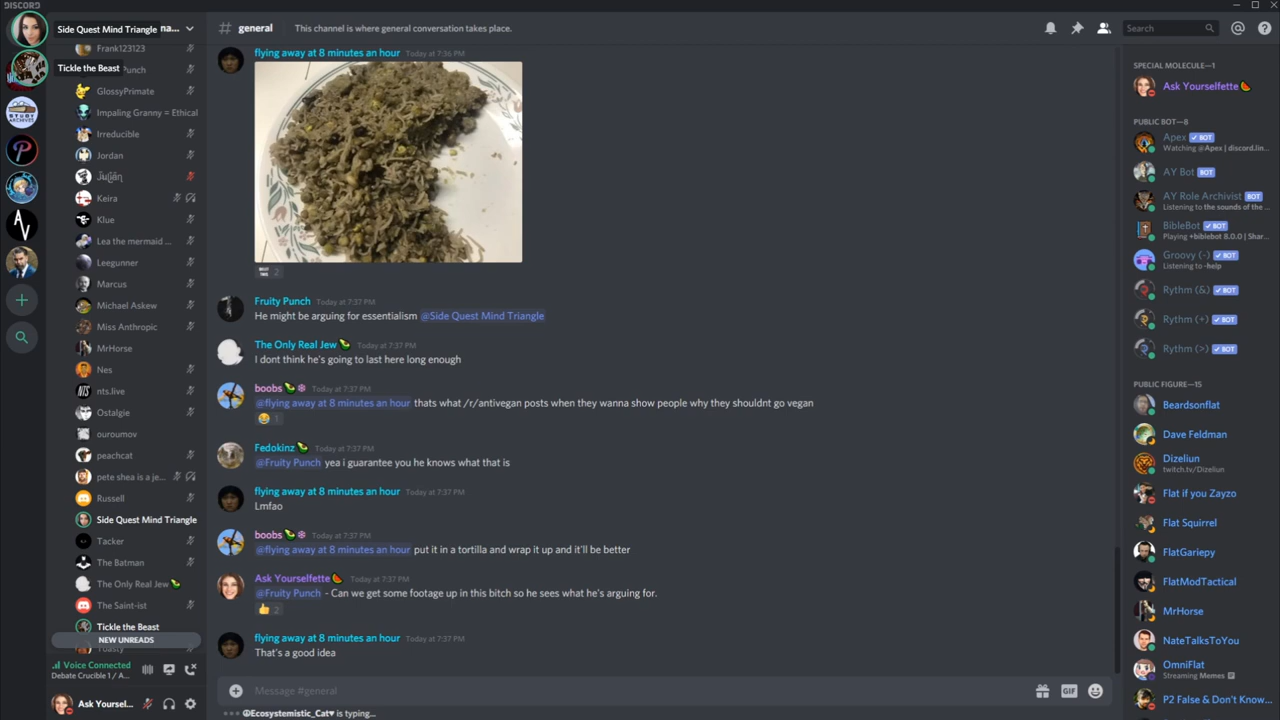 DISCORD
Side Quest Mind Triangle
na...
Tickle the Beast
STUDY
ARCHIVES
AV
Frank123123
Punch
GlossyPrimate
Impaling Granny = Ethical
Irreducible
Jordan
Keira
Klue
Lea the mermaid ...
Leegunner
Marcus
Michael Askew
Miss Anthropic
MrHorse
Nes
NTS
nts.live
Ostalgie
ouroumov
peachcat
pete shea is a je...
Russell
Side Quest Mind Triangle
Tacker
The Batman
The Only Real Jew🥑
The Saint-ist
Tickle the Beast
NEW UNREADS
Toasty
Voice Connected
Debate Crucible 1 / A...
Ask Yoursel...
# general
This channel is where general conversation takes place.
Search
flying away at 8 minutes an hour Today at 7:36 PM
2
Fruity Punch Today at 7:37 PM
He might be arguing for essentialism @Side Quest Mind Triangle
The Only Real Jew🥑 Today at 7:37 PM
I dont think he's going to last here long enough
boobs🥑❄ Today at 7:37 PM
@flying away at 8 minutes an hour thats what /r/antivegan posts when they wanna show people why they shouldnt go vegan
😂 1
Fedokinz🥑 Today at 7:37 PM
@Fruity Punch yea i guarantee you he knows what that is
flying away at 8 minutes an hour Today at 7:37 PM
Lmfao
boobs🥑❄ Today at 7:37 PM
@flying away at 8 minutes an hour put it in a tortilla and wrap it up and it'll be better
Ask Yourselfette🍉 Today at 7:37 PM
@Fruity Punch - Can we get some footage up in this bitch so he sees what he's arguing for.
👍 2
flying away at 8 minutes an hour Today at 7:37 PM
That's a good idea
Message #general
GIF
☮Ecosystemistic_Cat♥ is typing...
SPECIAL MOLECULE—1
Ask Yourselfette🍉
PUBLIC BOT—8
Apex ✓ BOT
Watching @Apex | discord.lin...
AY Bot BOT
AY Role Archivist BOT
Listening to the sounds of the ...
BibleBot ✓ BOT
Playing +biblebot 8.0.0 | Shar...
Groovy (-) ✓ BOT
Listening to -help
Rythm (&) ✓ BOT
Rythm (+) ✓ BOT
Rythm (>) ✓ BOT
PUBLIC FIGURE—15
Beardsonflat
Dave Feldman
Dizeliun
twitch.tv/Dizeliun
Flat if you Zayzo
Flat Squirrel
FlatGariepy
FlatModTactical
MrHorse
NateTalksToYou
OmniFlat
Streaming Memes
P2 False & Don't Know...